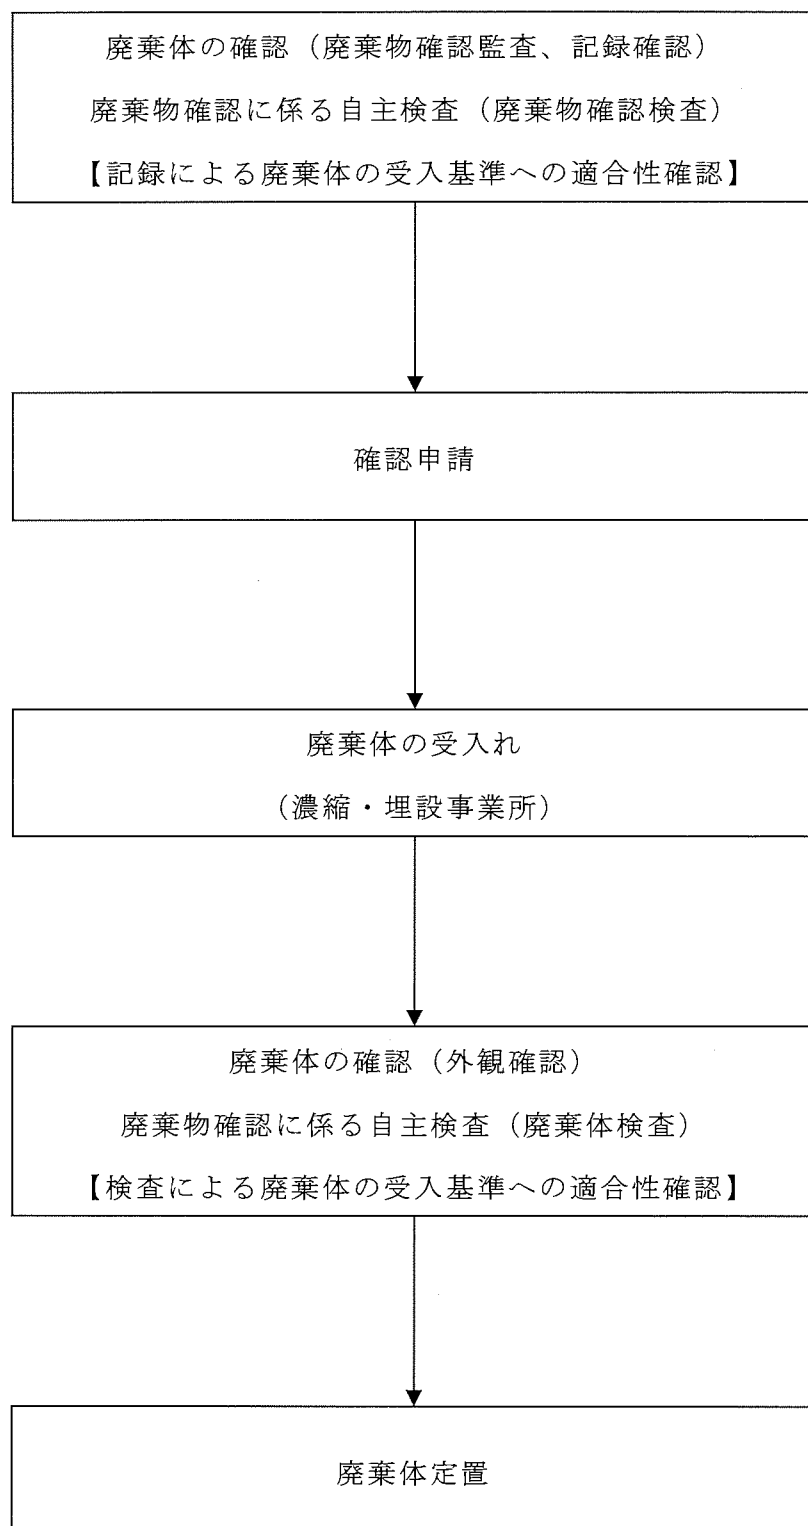 廃棄体の確認（廃棄物確認監査、記録確認）
廃棄物確認に係る自主検査（廃棄物確認検査）
【記録による廃棄体の受入基準への適合性確認】
確認申請
廃棄体の受入れ
（濃縮・埋設事業所）
廃棄体の確認（外観確認）
廃棄物確認に係る自主検査（廃棄体検査）
【検査による廃棄体の受入基準への適合性確認】
廃棄体定置